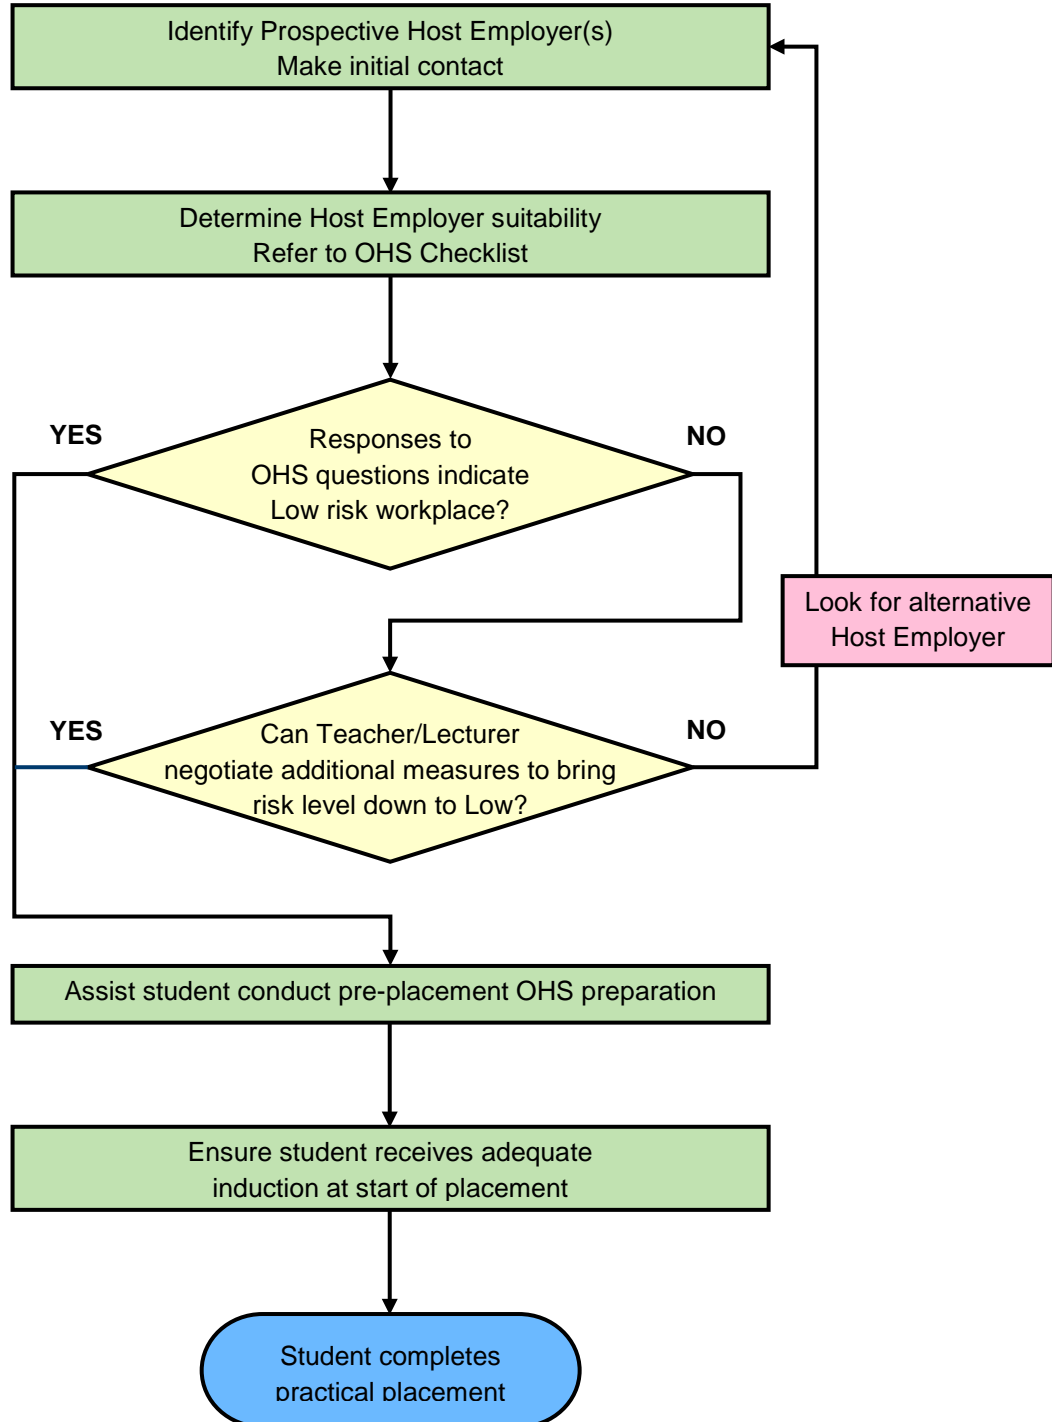 Identify Prospective Host Employer(s)
Make initial contact
Determine Host Employer suitability
Refer to OHS Checklist
YES
NO
Responses to
OHS questions indicate
Low risk workplace?
Look for alternative
Host Employer
YES
NO
Can Teacher/Lecturer
negotiate additional measures to bring
risk level down to Low?
Assist student conduct pre-placement OHS preparation
Ensure student receives adequate
induction at start of placement
Student completes
practical placement